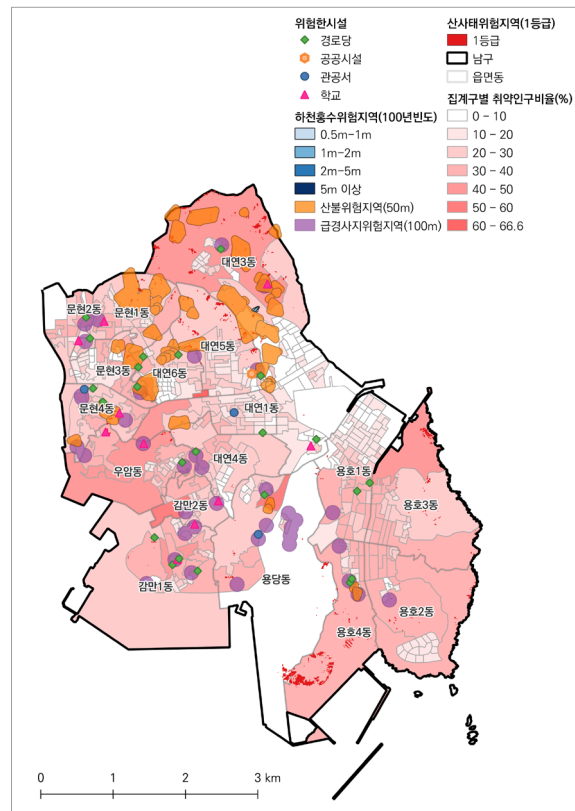 위험한시설
경로당
공공시설
관공서
학교
하천홍수위험지역(100년빈도)
0.5m-1m
1m-2m
2m-5m
5m 이상
산불위험지역(50m)
급경사지위험지역(100m)
산사태위험지역(1등급)
1등급
남구
읍면동
집계구별 취약인구비율(%)
0 - 10
10 - 20
20 - 30
30 - 40
40 - 50
50 - 60
60 - 66.6
대연3동
문현2동
문현1동
대연5동
문현3동
대연6동
문현4동
대연1동
우암동
대연4동
용호1동
감만2동
용호3동
감만1동
용당동
용호2동
용호4동
0 1 2 3 km